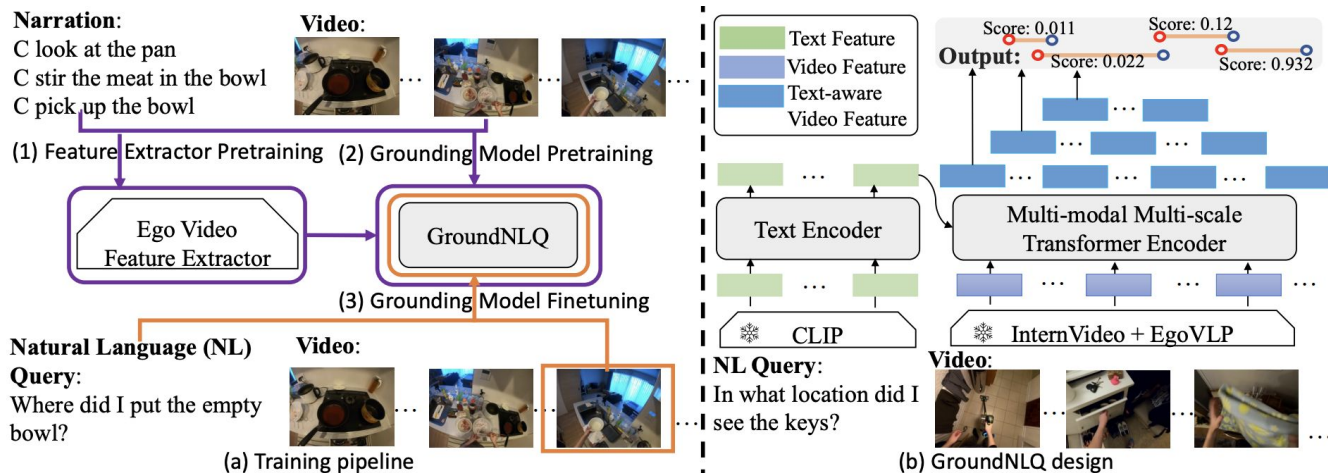 Narration:
C look at the pan
C stir the meat in the bowl
C pick up the bowl
Video:
... ... ...
(1) Feature Extractor Pretraining
(2) Grounding Model Pretraining
Ego Video
Feature Extractor
GroundNLQ
(3) Grounding Model Finetuning
Natural Language (NL)
Query:
Where did I put the empty
bowl?
Video:
... ... ...
(a) Training pipeline
Text Feature
Video Feature
Text-aware
Video Feature
Score: 0.011
Score: 0.12
Output:
Score: 0.022
Score: 0.932
... 
... ...
... ... ...
...
Text Encoder
Multi-modal Multi-scale
Transformer Encoder
...
... ... ...
CLIP
InternVideo + EgoVLP
NL Query:
In what location did I
see the keys?
Video:
... ... ...
(b) GroundNLQ design